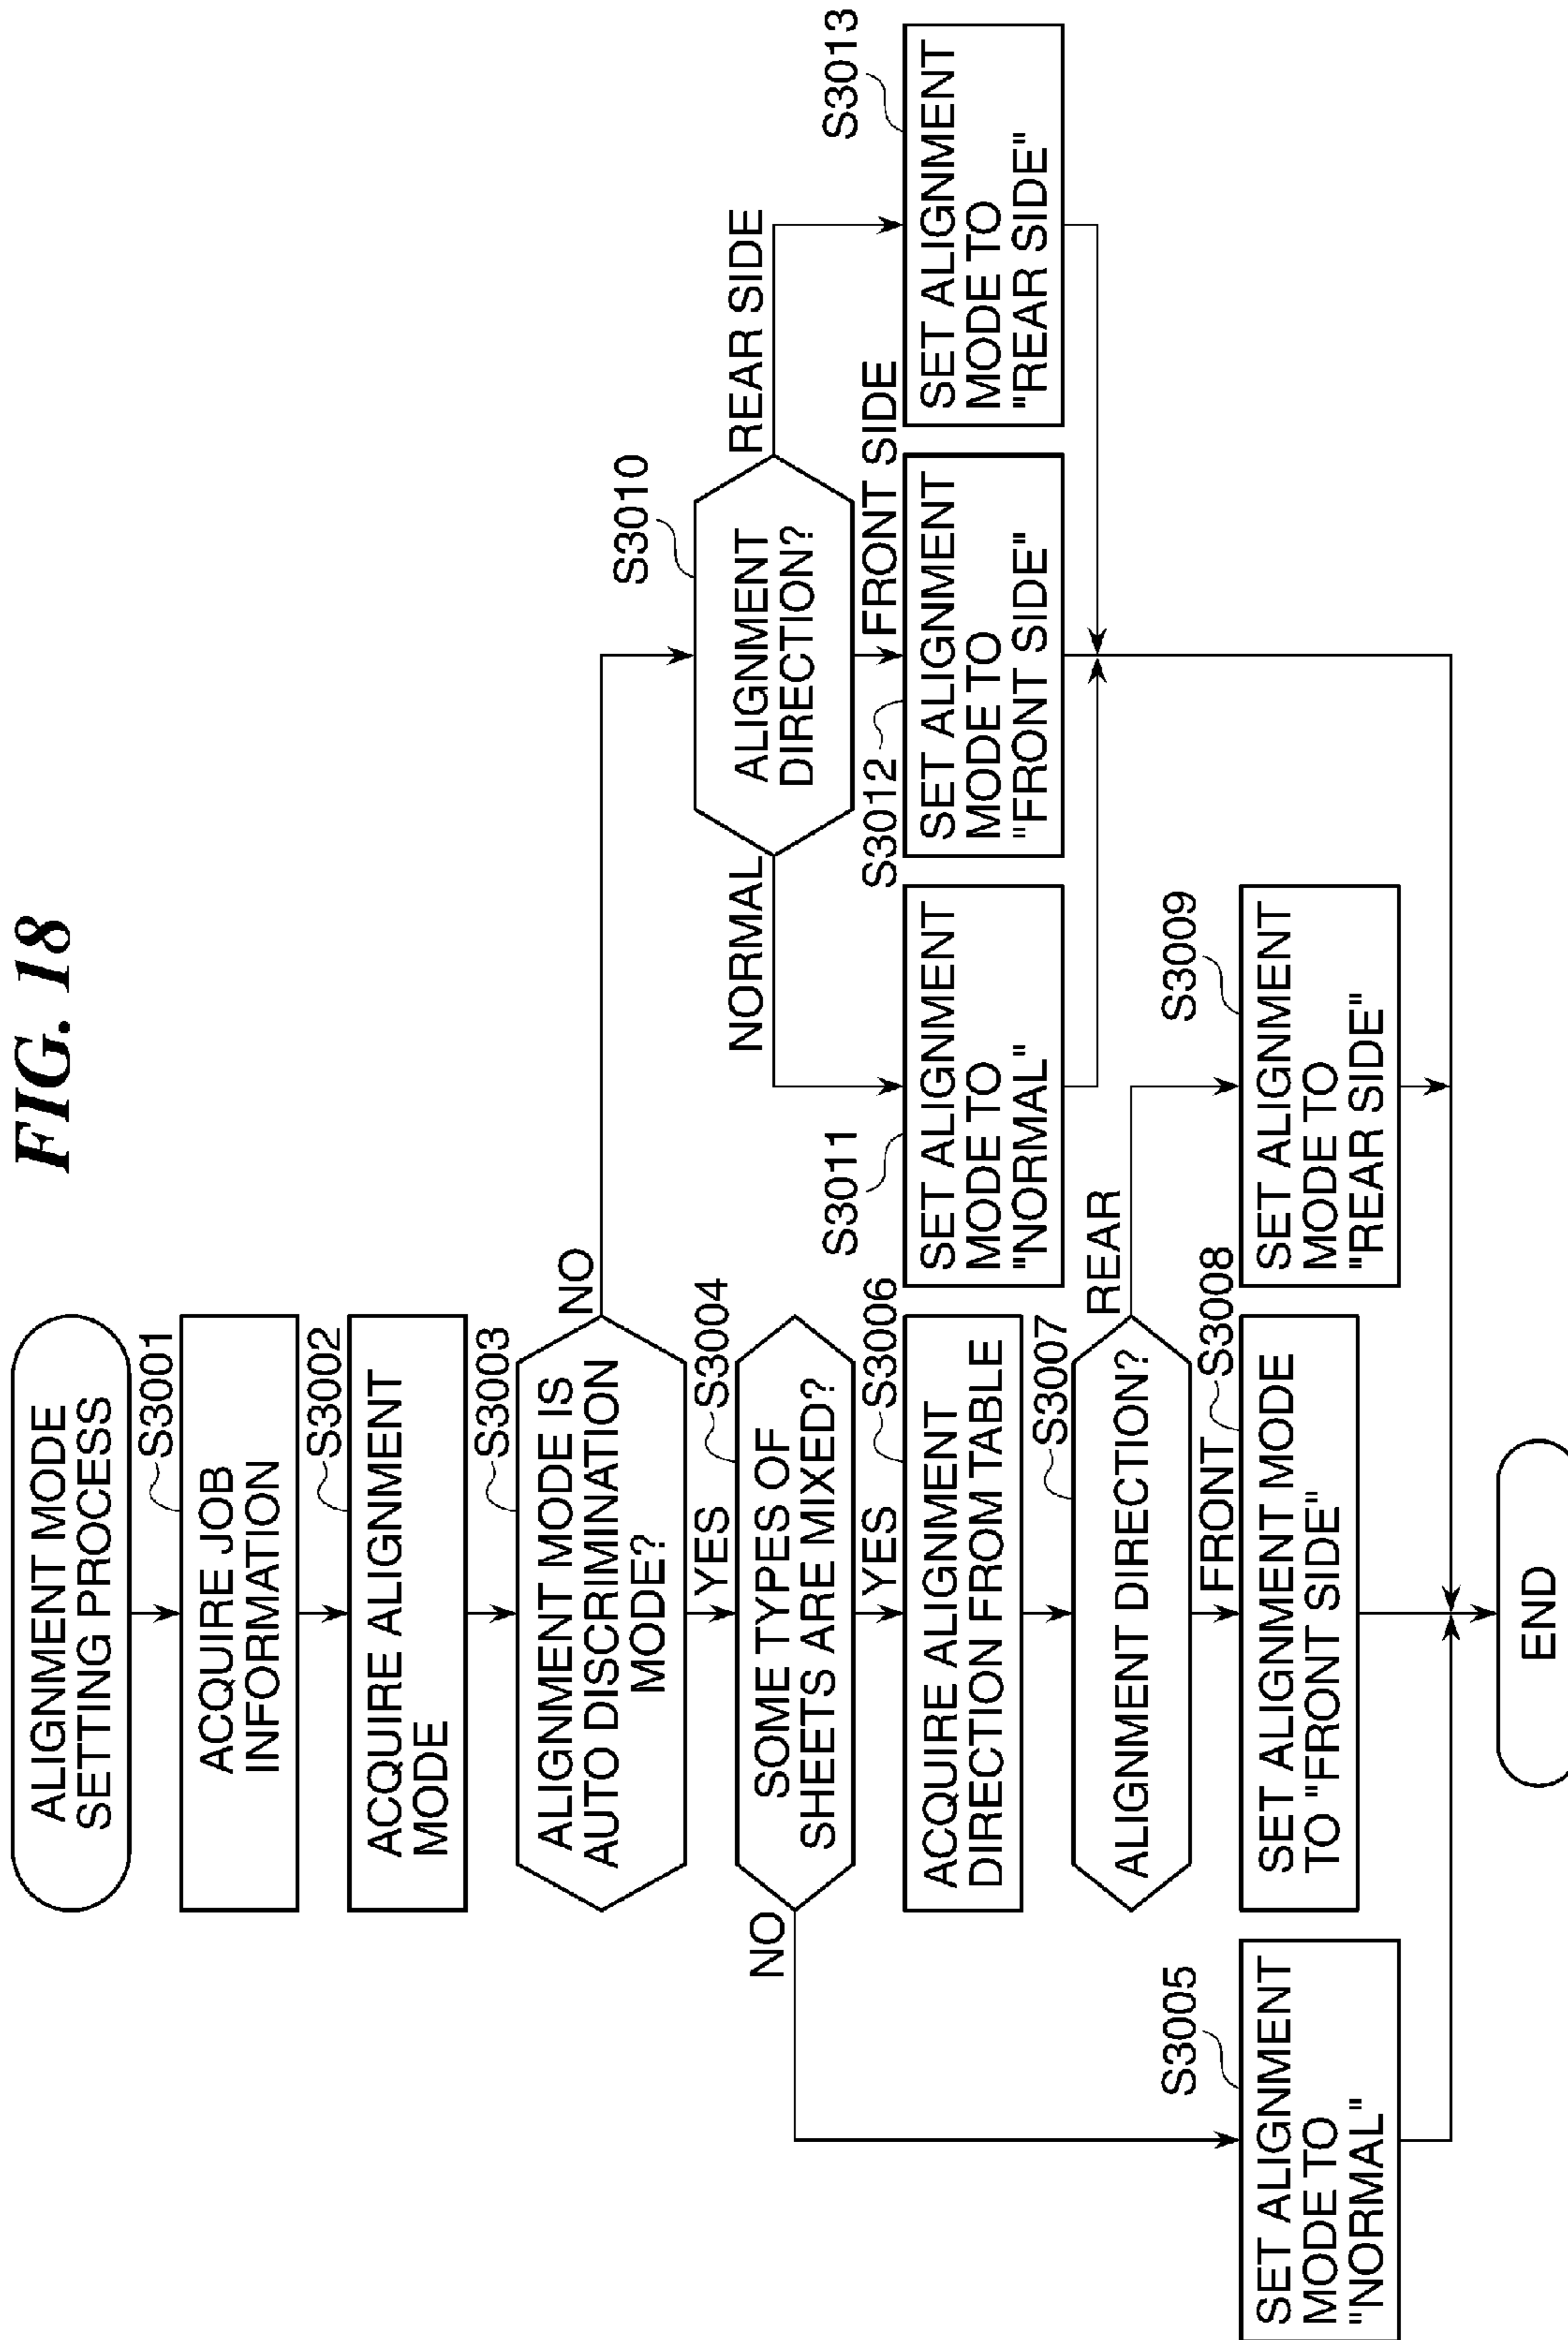 FIG. 18
ALIGNMENT MODE
SETTING PROCESS
S3001
ACQUIRE JOB
INFORMATION
S3002
ACQUIRE ALIGNMENT
MODE
S3003
ALIGNMENT MODE IS
AUTO DISCRIMINATION
MODE?
NO
YES
S3004
SOME TYPES OF
SHEETS ARE MIXED?
NO
YES
S3006
ACQUIRE ALIGNMENT
DIRECTION FROM TABLE
S3007
ALIGNMENT DIRECTION?
REAR
FRONT
S3008
SET ALIGNMENT MODE
TO "FRONT SIDE"
S3005
SET ALIGNMENT
MODE TO
"NORMAL"
S3009
SET ALIGNMENT
MODE TO
"REAR SIDE"
S3010
ALIGNMENT
DIRECTION?
NORMAL
FRONT SIDE
REAR SIDE
S3011
SET ALIGNMENT
MODE TO
"NORMAL"
S3012
SET ALIGNMENT
MODE TO
"FRONT SIDE"
S3013
SET ALIGNMENT
MODE TO
"REAR SIDE"
END